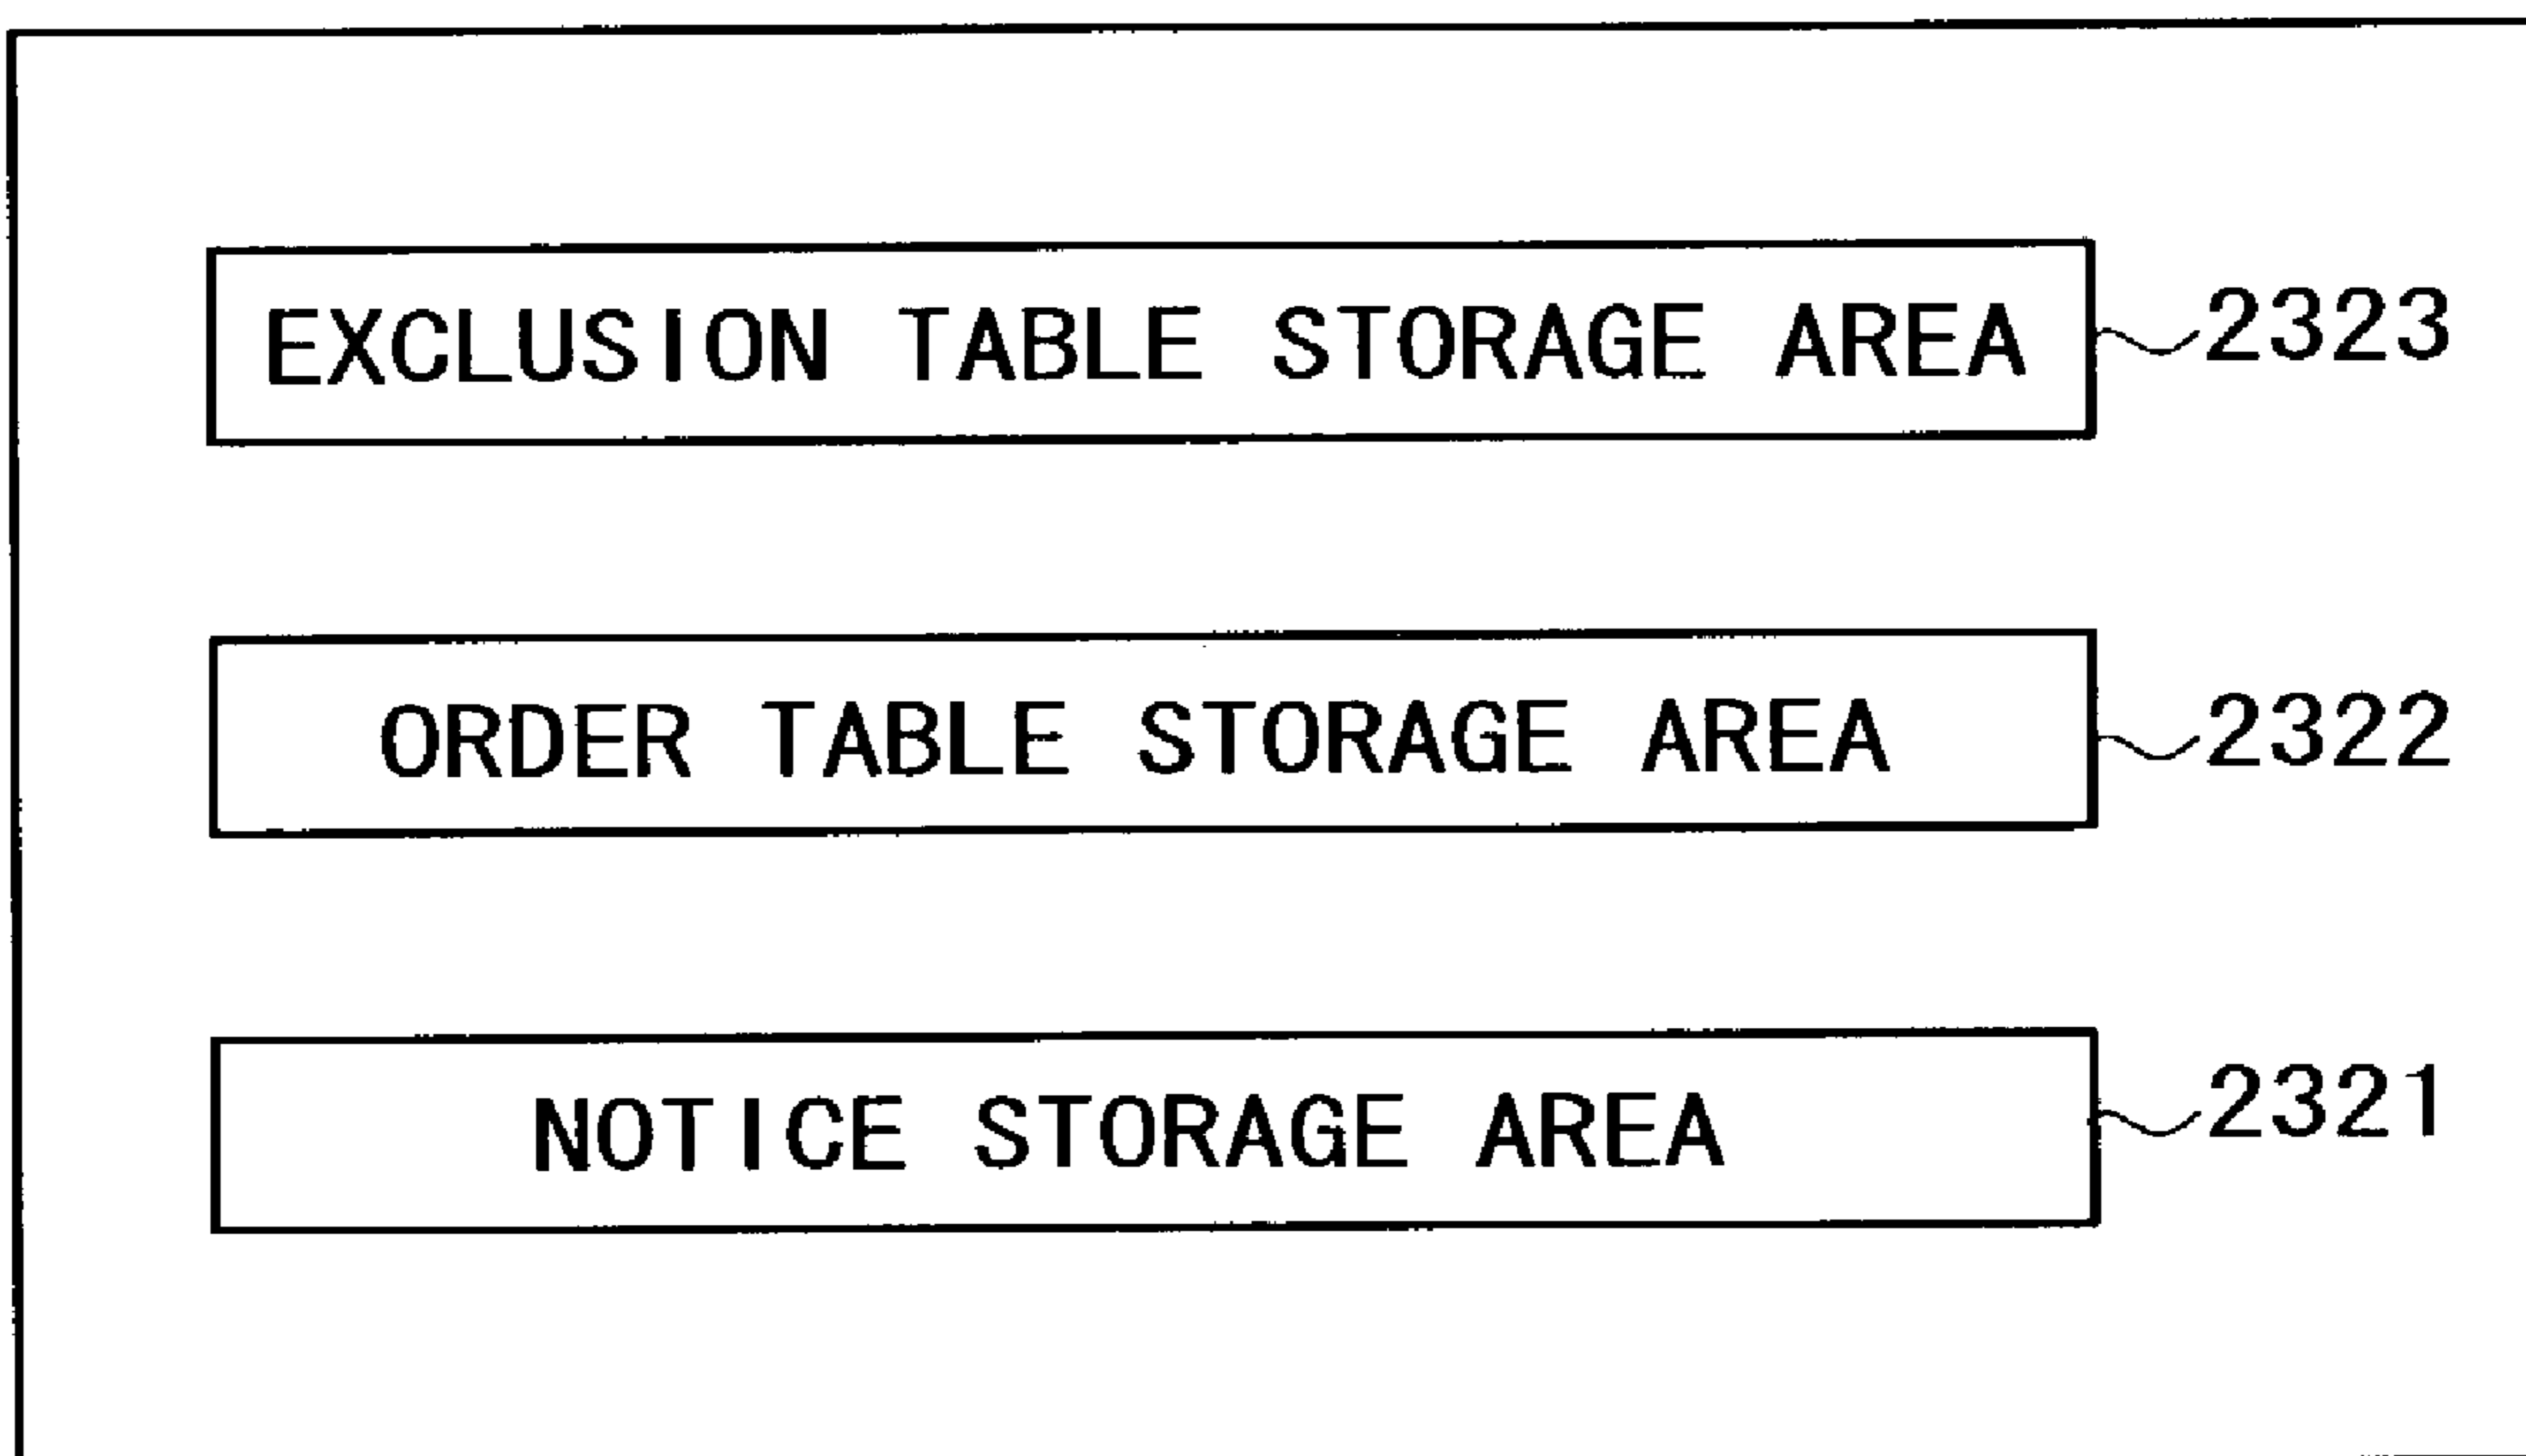 EXCLUSION TABLE STORAGE AREA 2323
ORDER TABLE STORAGE AREA 2322
NOTICE STORAGE AREA 2321